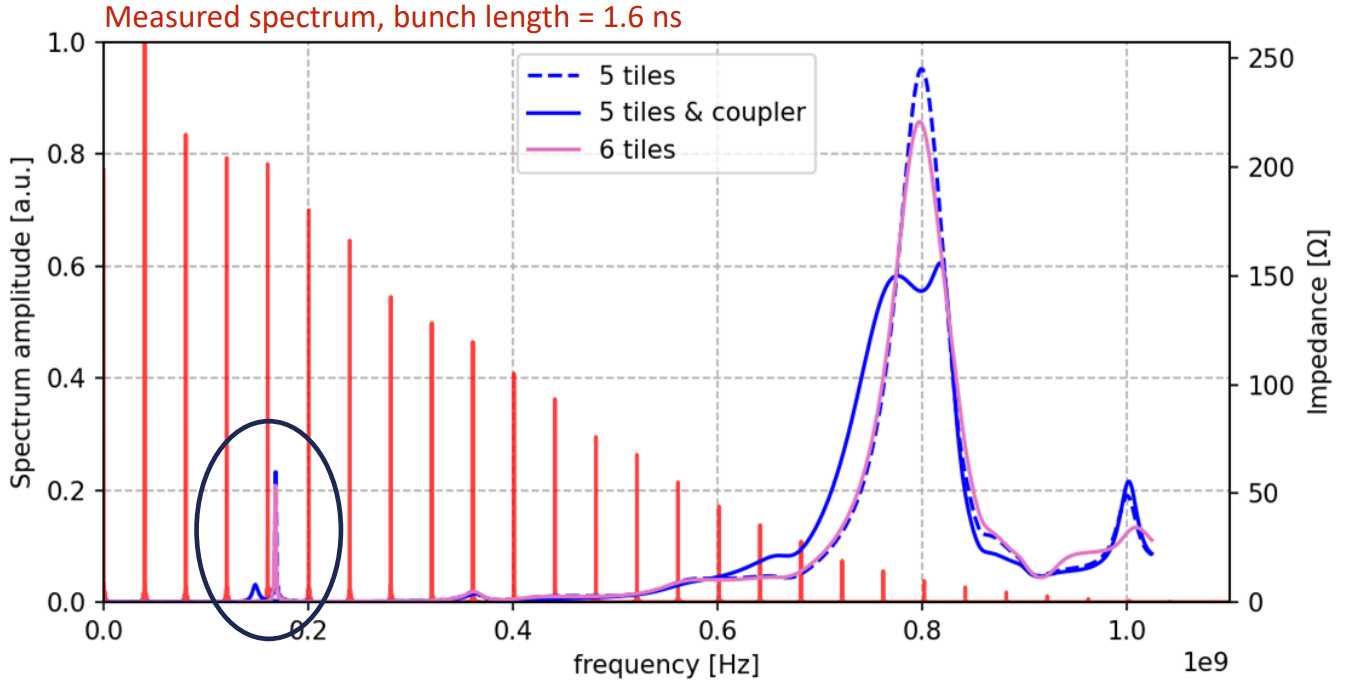 Measured spectrum, bunch length = 1.6 ns
1.0
0.8
0.6
0.4
0.2
0.0
Spectrum amplitude [a.u.]
5 tiles
5 tiles & coupler
6 tiles
250
200
150
100
50
0
Impedance [Ω]
0.0 0.2 0.4 0.6 0.8 1.0
1e9
frequency [Hz]